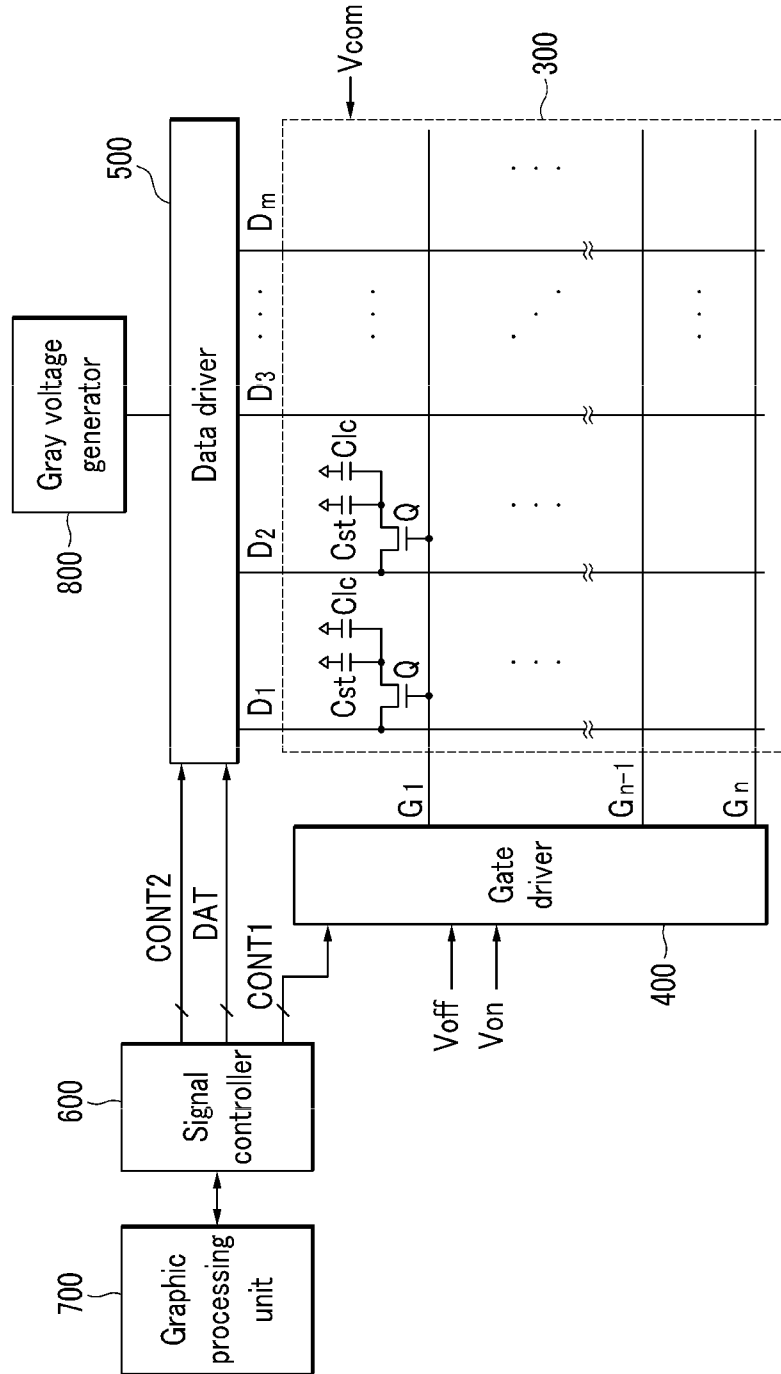 700
Graphic
processing
unit
600
Signal
controller
CONT2
DAT
CONT1
800
Gray voltage
generator
500
Data driver
D1
D2
D3
Dm
. . .
Vcom
300
Voff
Von
400
Gate
driver
G1
Gn-1
Gn
Cst
Clc
Q
Cst
Clc
Q